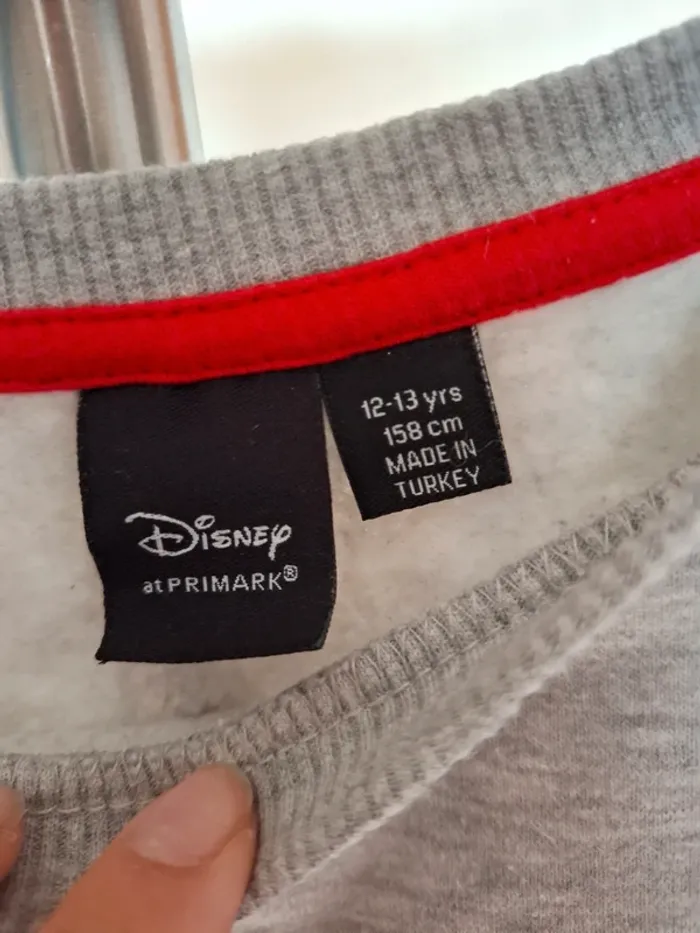 Disney
at PRIMARK®
12-13 yrs
158 cm
MADE IN
TURKEY